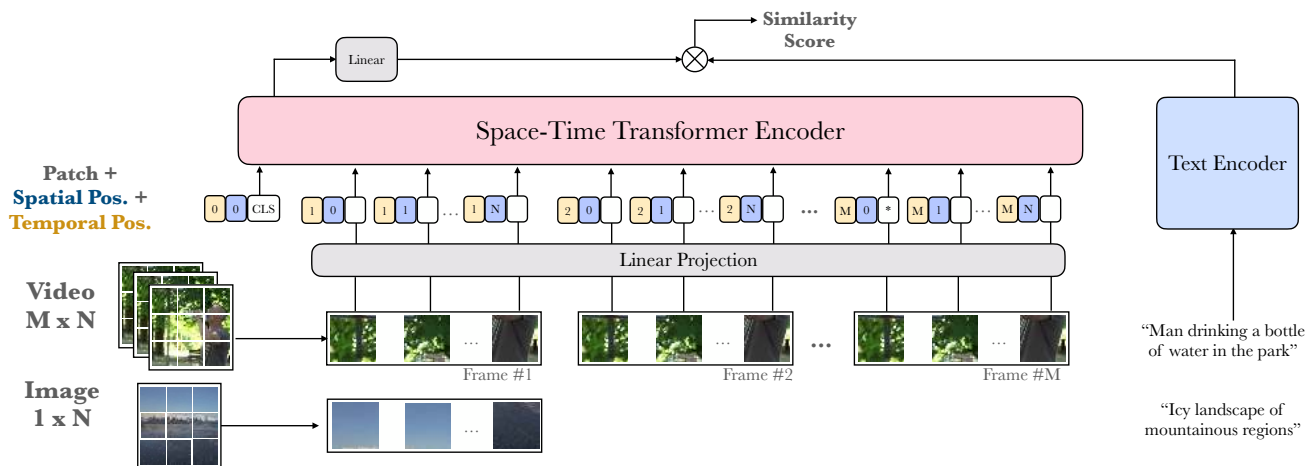 Similarity
Score
Linear
Space-Time Transformer Encoder
Text Encoder
Patch +
Spatial Pos. +
Temporal Pos.
0 0 CLS
1 0
1 1
...
1 N
2 0
2 1
...
2 N
...
M 0 *
M 1
...
M N
Linear Projection
Video
M x N
...
Frame #1
...
Frame #2
...
...
Frame #M
“Man drinking a bottle
of water in the park”
Image
1 x N
...
“Icy landscape of
mountainous regions”